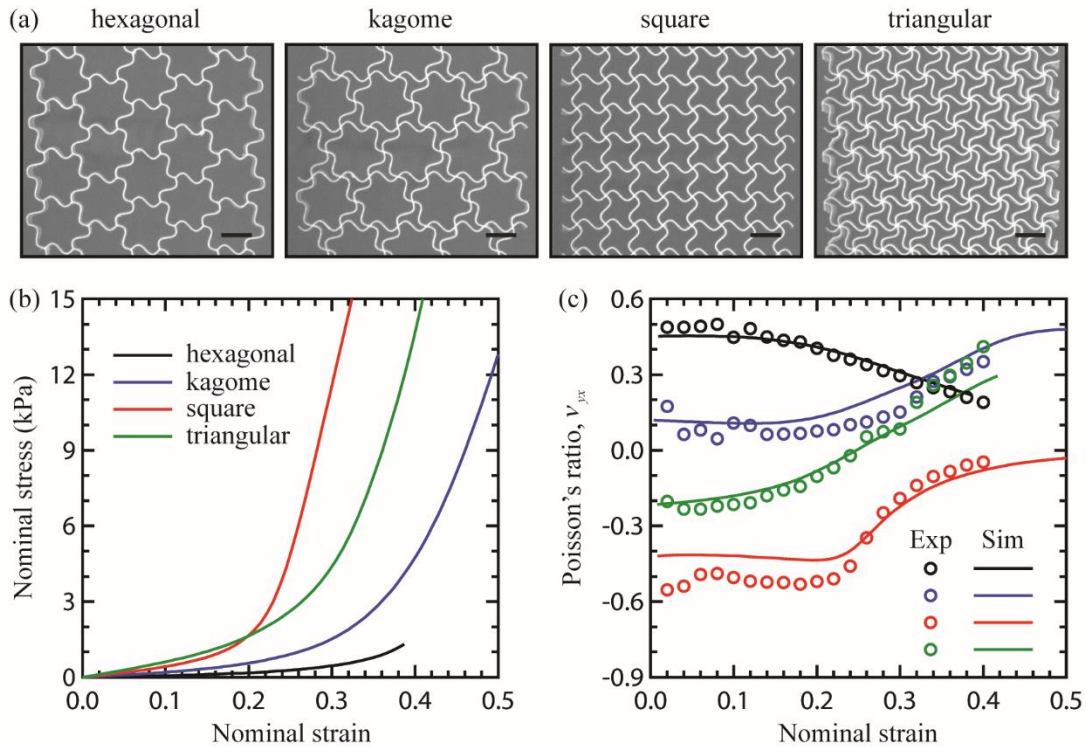 (a) hexagonal kagome square triangular
(b)
15
12
9
6
3
0
0.0 0.1 0.2 0.3 0.4 0.5
Nominal stress (kPa)
Nominal strain
hexagonal
kagome
square
triangular
(c)
0.6
0.3
0.0
-0.3
-0.6
-0.9
0.0 0.1 0.2 0.3 0.4 0.5
Poisson's ratio, νyx
Nominal strain
Exp Sim